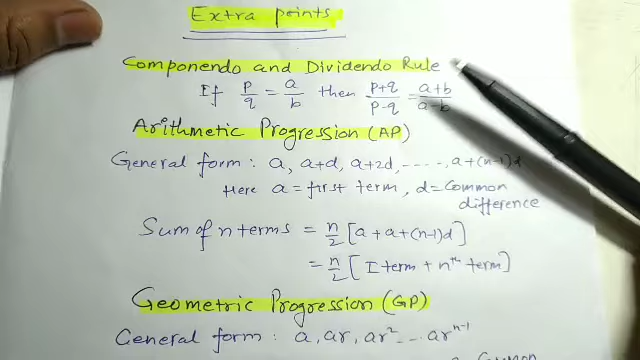 Extra points
Componendo and Dividendo Rule
If p/q = a/b then p+q/p-q = a+b/a-b
Arithmetic Progression (AP)
General form: a, a+d, a+2d, ....., a+(n-1)d
Here a = first term, d = Common
difference
Sum of n terms = n/2 [a + a + (n-1)d]
= n/2 [I term + nth term]
Geometric Progression (GP)
General form: a, ar, ar² ... ar^n-1
Common